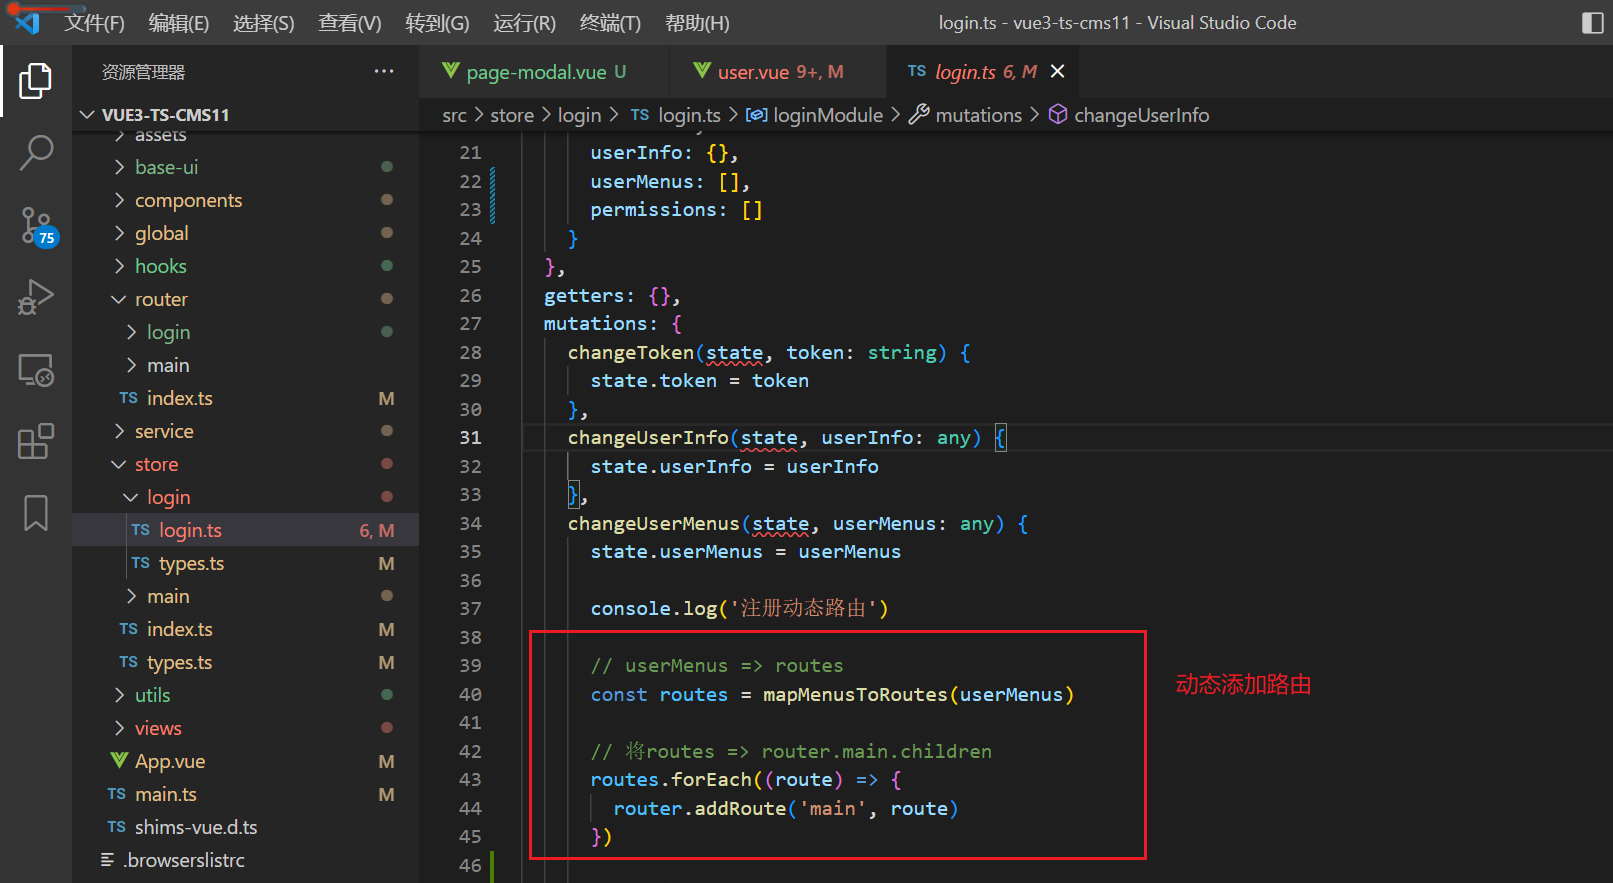 文件(F) 编辑(E) 选择(S) 查看(V) 转到(G) 运行(R) 终端(T) 帮助(H) login.ts - vue3-ts-cms11 - Visual Studio Code
资源管理器 ···
page-modal.vue U user.vue 9+, M TS login.ts 6, M
VUE3-TS-CMS11
src > store > login > TS login.ts > loginModule > mutations > changeUserInfo
assets
base-ui
components
global
hooks
router
login
main
TS index.ts M
service
store
login
TS login.ts 6, M
TS types.ts M
main
TS index.ts M
TS types.ts M
utils
views
App.vue M
TS main.ts M
TS shims-vue.d.ts
.browserslistrc
75
21 userInfo: {},
22 userMenus: [],
23 permissions: []
24 }
25 },
26 getters: {},
27 mutations: {
28 changeToken(state, token: string) {
29 state.token = token
30 },
31 changeUserInfo(state, userInfo: any) {
32 state.userInfo = userInfo
33 },
34 changeUserMenus(state, userMenus: any) {
35 state.userMenus = userMenus
36
37 console.log('注册动态路由')
38
39 // userMenus => routes
40 const routes = mapMenusToRoutes(userMenus)
41
42 // 将routes => router.main.children
43 routes.forEach((route) => {
44 router.addRoute('main', route)
45 })
46
动态添加路由